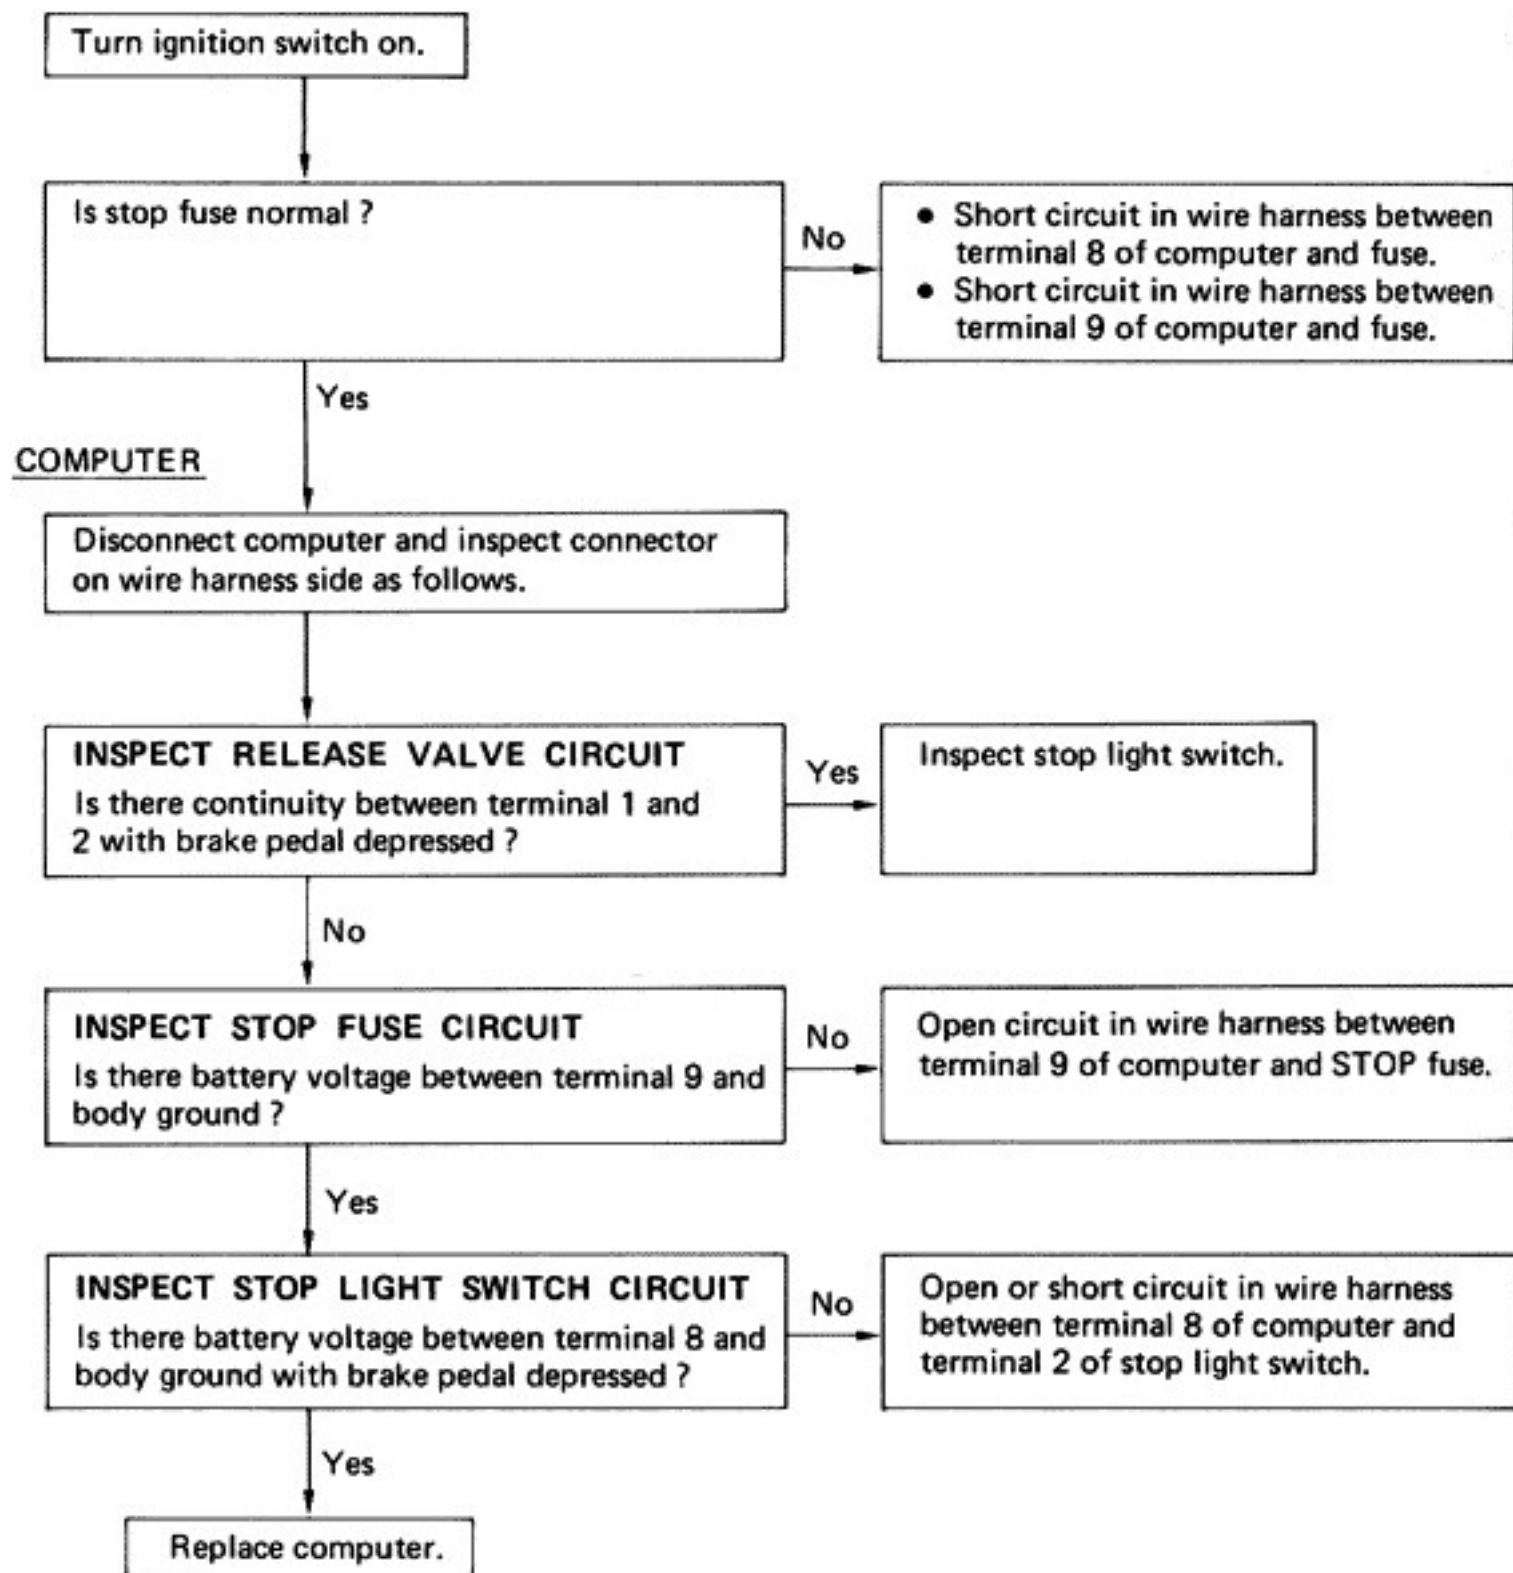 Turn ignition switch on.
Is stop fuse normal ?
No
● Short circuit in wire harness between
terminal 8 of computer and fuse.
● Short circuit in wire harness between
terminal 9 of computer and fuse.
Yes
COMPUTER
Disconnect computer and inspect connector
on wire harness side as follows.
INSPECT RELEASE VALVE CIRCUIT
Is there continuity between terminal 1 and
2 with brake pedal depressed ?
Yes
Inspect stop light switch.
No
INSPECT STOP FUSE CIRCUIT
Is there battery voltage between terminal 9 and
body ground ?
No
Open circuit in wire harness between
terminal 9 of computer and STOP fuse.
Yes
INSPECT STOP LIGHT SWITCH CIRCUIT
Is there battery voltage between terminal 8 and
body ground with brake pedal depressed ?
No
Open or short circuit in wire harness
between terminal 8 of computer and
terminal 2 of stop light switch.
Yes
Replace computer.